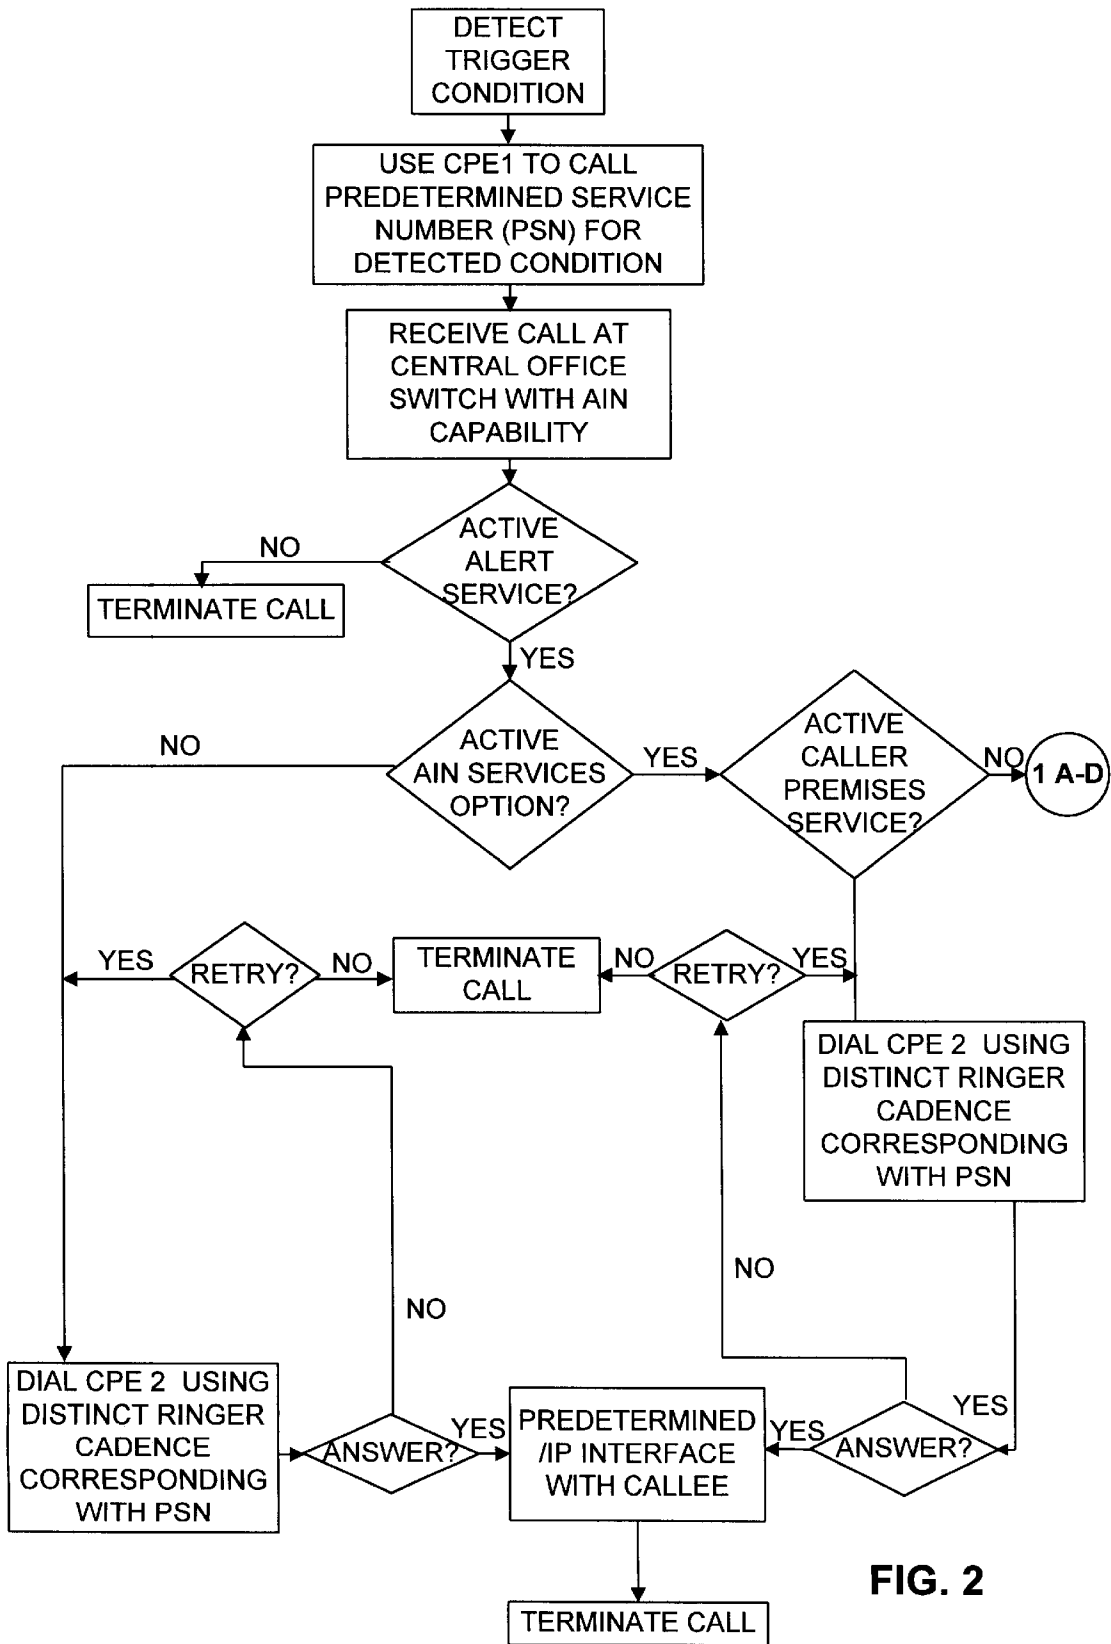 DETECT
TRIGGER
CONDITION
USE CPE1 TO CALL
PREDETERMINED SERVICE
NUMBER (PSN) FOR
DETECTED CONDITION
RECEIVE CALL AT
CENTRAL OFFICE
SWITCH WITH AIN
CAPABILITY
ACTIVE
ALERT
SERVICE?
NO
TERMINATE CALL
YES
ACTIVE
AIN SERVICES
OPTION?
NO
YES
ACTIVE
CALLER
PREMISES
SERVICE?
NO
1 A-D
YES
RETRY?
NO
TERMINATE
CALL
NO
RETRY?
YES
DIAL CPE 2 USING
DISTINCT RINGER
CADENCE
CORRESPONDING
WITH PSN
NO
NO
DIAL CPE 2 USING
DISTINCT RINGER
CADENCE
CORRESPONDING
WITH PSN
ANSWER?
YES
PREDETERMINED
/IP INTERFACE
WITH CALLEE
YES
ANSWER?
YES
TERMINATE CALL
FIG. 2